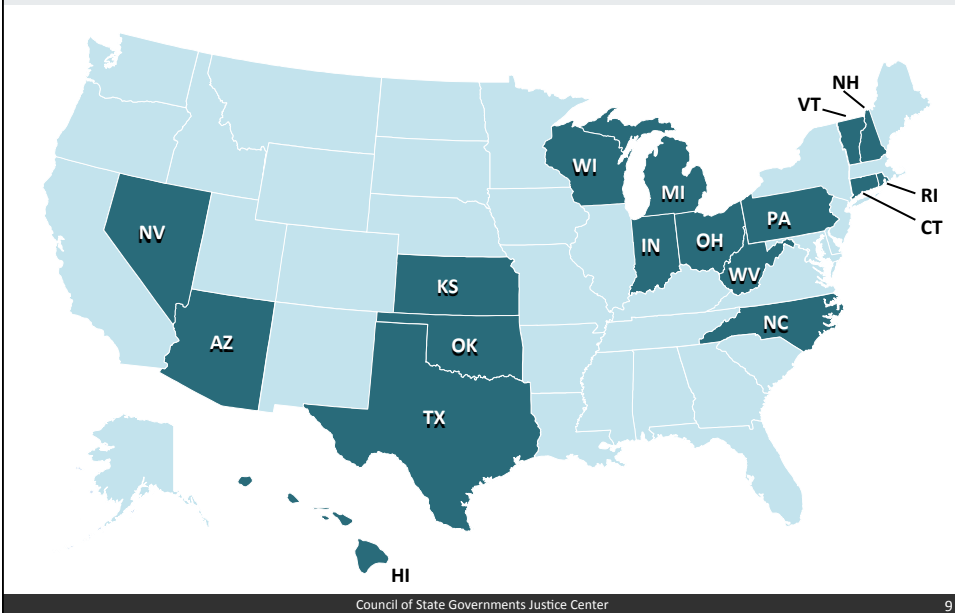 NH
VT
WI
MI
RI
PA
CT
NV
IN
OH
WV
KS
NC
AZ
OK
TX
HI
Council of State Governments Justice Center
9